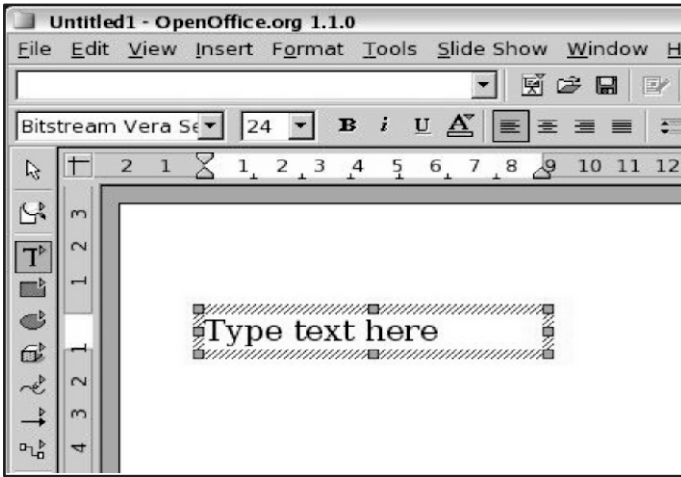 Untitled1 - OpenOffice.org 1.1.0
File Edit View Insert Format Tools Slide Show Window H
Bitstream Vera Se 24 B i U A
2 1 1 2 3 4 5 6 7 8 9 10 11 12
3
2
T
1
Type text here
1
2
3
4